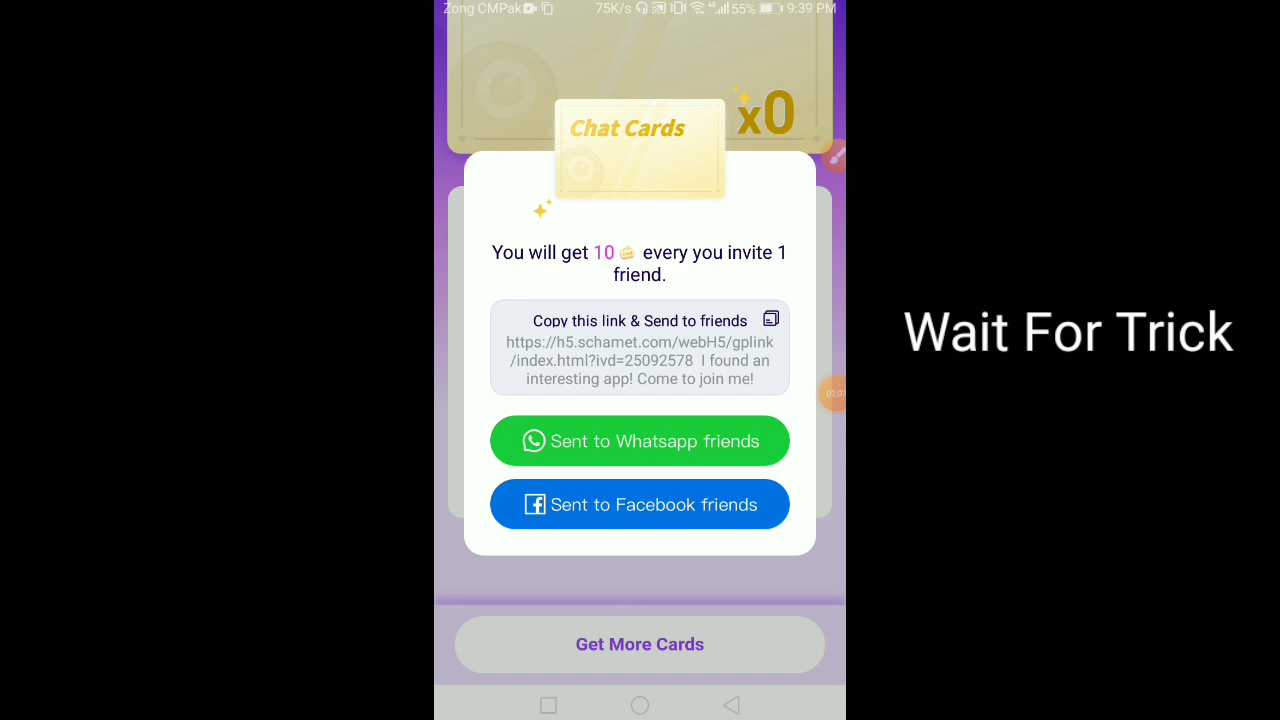 Zong CMPak 75K/s 4G 55% 9:39 PM
x0
Chat Cards
You will get 10 every you invite 1
friend.
Copy this link & Send to friends
https://h5.schamet.com/webH5/gplink
/index.html?ivd=25092578 I found an
interesting app! Come to join me!
Sent to Whatsapp friends
Sent to Facebook friends
Get More Cards
Wait For Trick
02:07